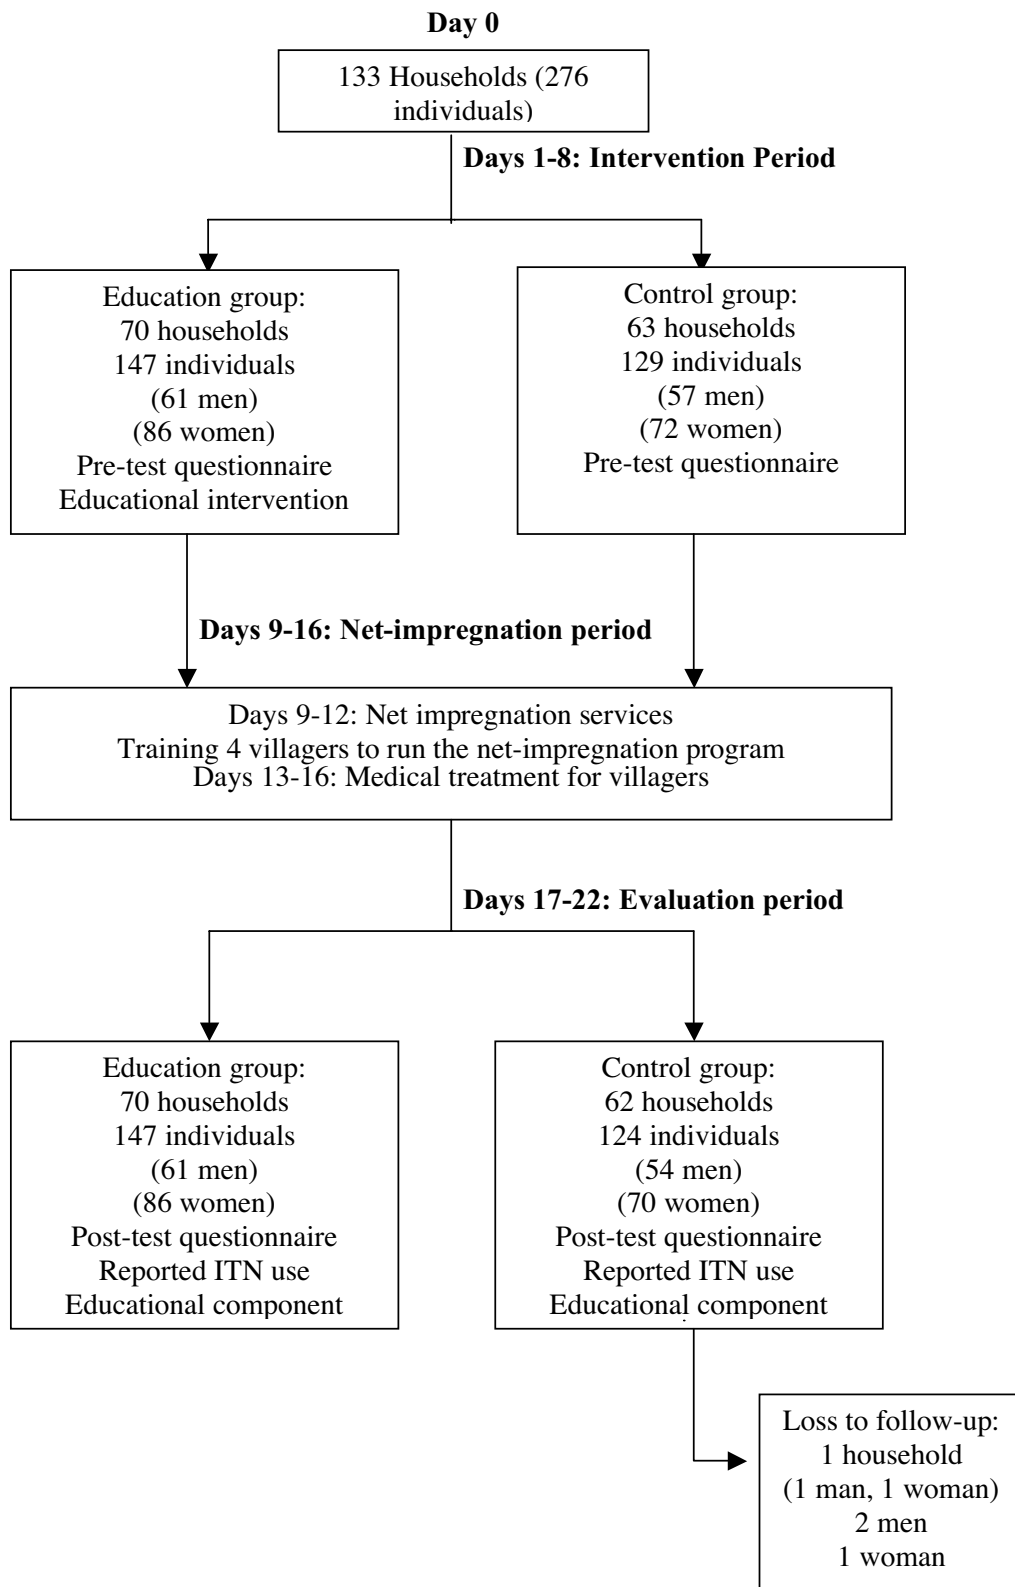 Day 0
133 Households (276
individuals)
Days 1-8: Intervention Period
Education group:
70 households
147 individuals
(61 men)
(86 women)
Pre-test questionnaire
Educational intervention
Control group:
63 households
129 individuals
(57 men)
(72 women)
Pre-test questionnaire
Days 9-16: Net-impregnation period
Days 9-12: Net impregnation services
Training 4 villagers to run the net-impregnation program
Days 13-16: Medical treatment for villagers
Days 17-22: Evaluation period
Education group:
70 households
147 individuals
(61 men)
(86 women)
Post-test questionnaire
Reported ITN use
Educational component
Control group:
62 households
124 individuals
(54 men)
(70 women)
Post-test questionnaire
Reported ITN use
Educational component
Loss to follow-up:
1 household
(1 man, 1 woman)
2 men
1 woman